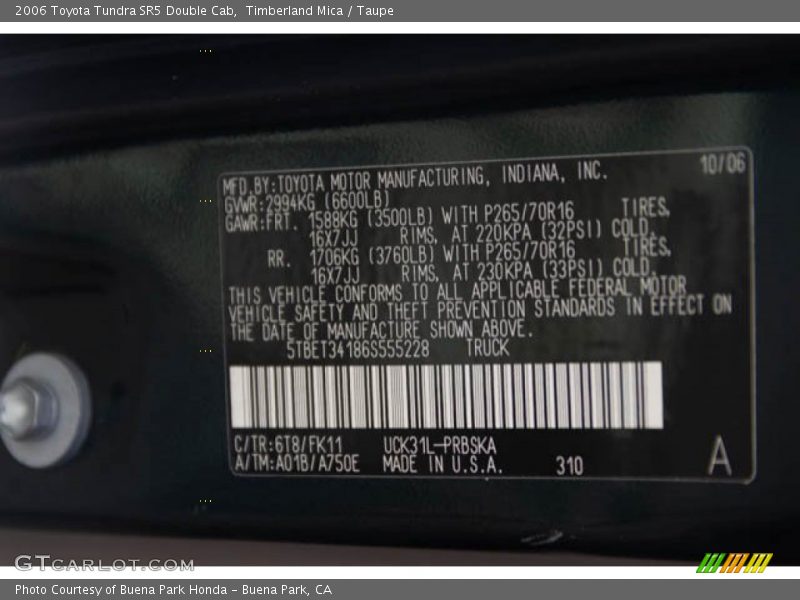 2006 Toyota Tundra SR5 Double Cab,  Timberland Mica / Taupe
10/06
MFD.BY:TOYOTA MOTOR MANUFACTURING, INDIANA, INC.
GVWR:2994KG (6600LB)
GAWR:FRT. 1588KG (3500LB) WITH P265/70R16 TIRES,
16X7JJ RIMS, AT 220KPA (32PSI) COLD.
RR. 1706KG (3760LB) WITH P265/70R16 TIRES,
16X7JJ RIMS, AT 230KPA (33PSI) COLD.
THIS VEHICLE CONFORMS TO ALL APPLICABLE FEDERAL MOTOR
VEHICLE SAFETY AND THEFT PREVENTION STANDARDS IN EFFECT ON
THE DATE OF MANUFACTURE SHOWN ABOVE.
5TBET34186S555228 TRUCK
C/TR:6T8/FK11 UCK31L-PRBSKA
A/TM:A01B/A750E MADE IN U.S.A. 310 A
GTCARLOT.COM
Photo Courtesy of Buena Park Honda - Buena Park, CA